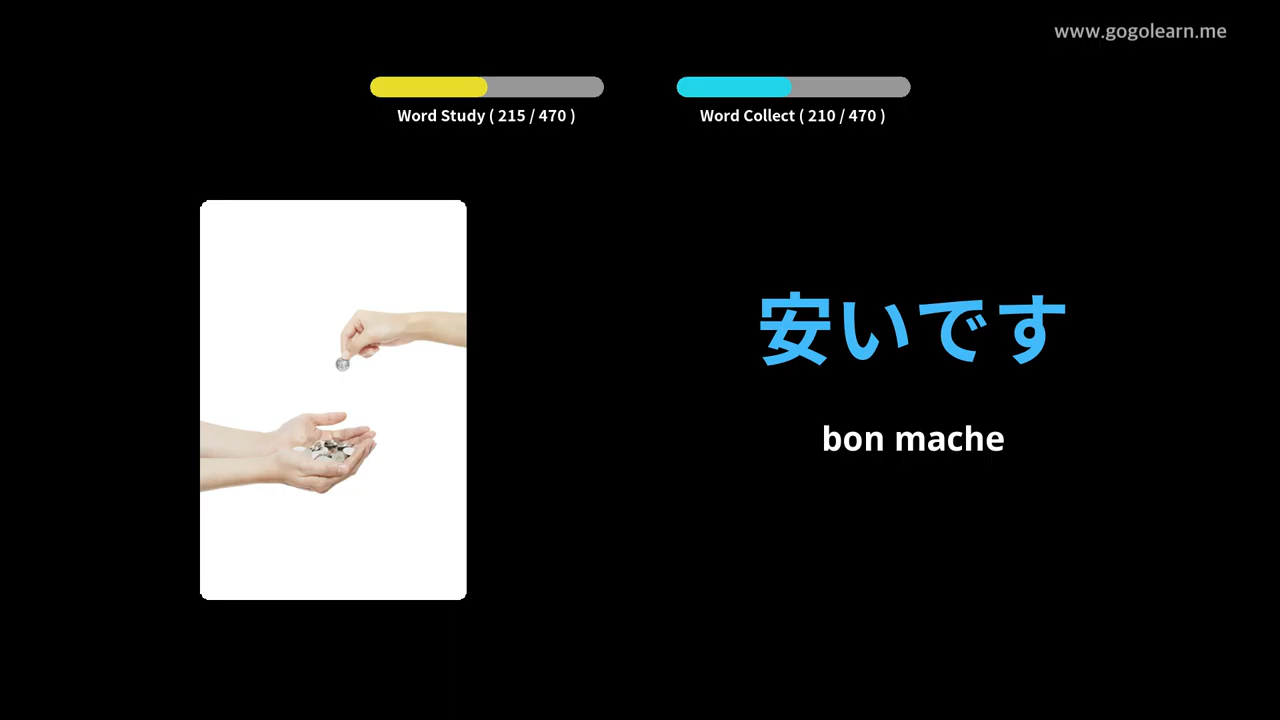 www.gogolearn.me
Word Study ( 215 / 470 )
Word Collect ( 210 / 470 )
安いです
bon mache